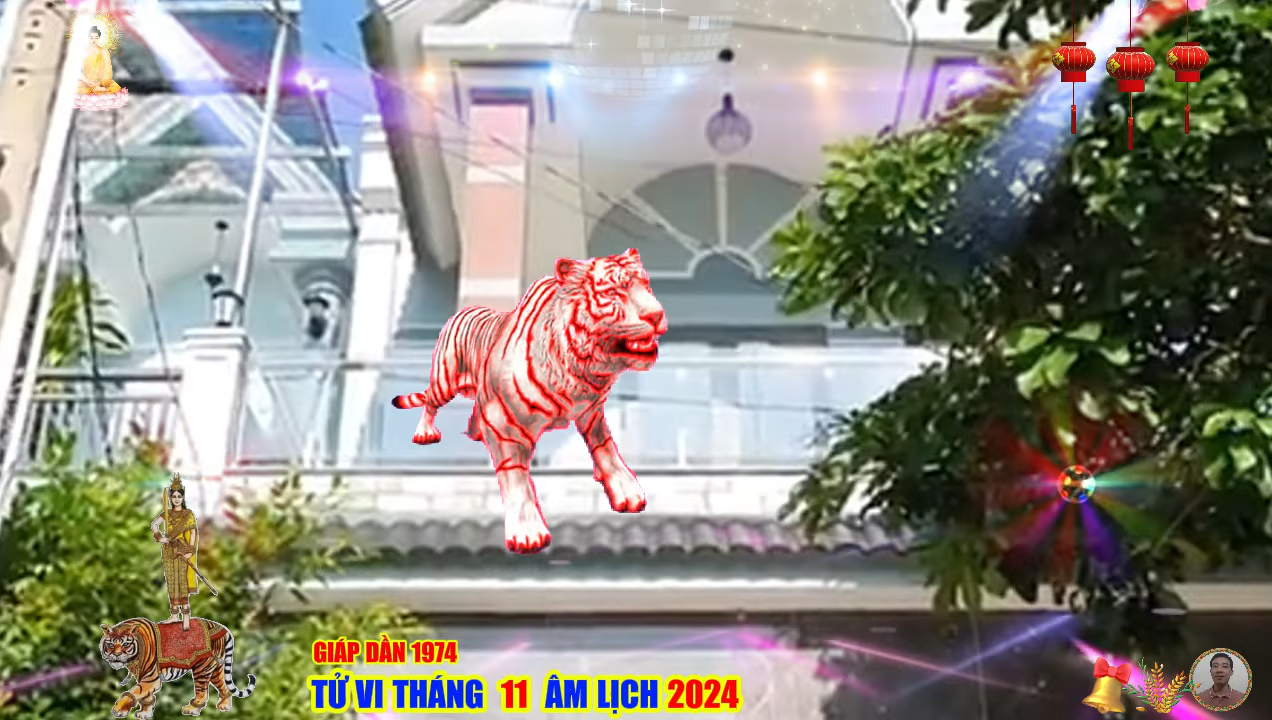 GIÁP DẦN 1974
TỬ VI THÁNG 11 ÂM LỊCH 2024